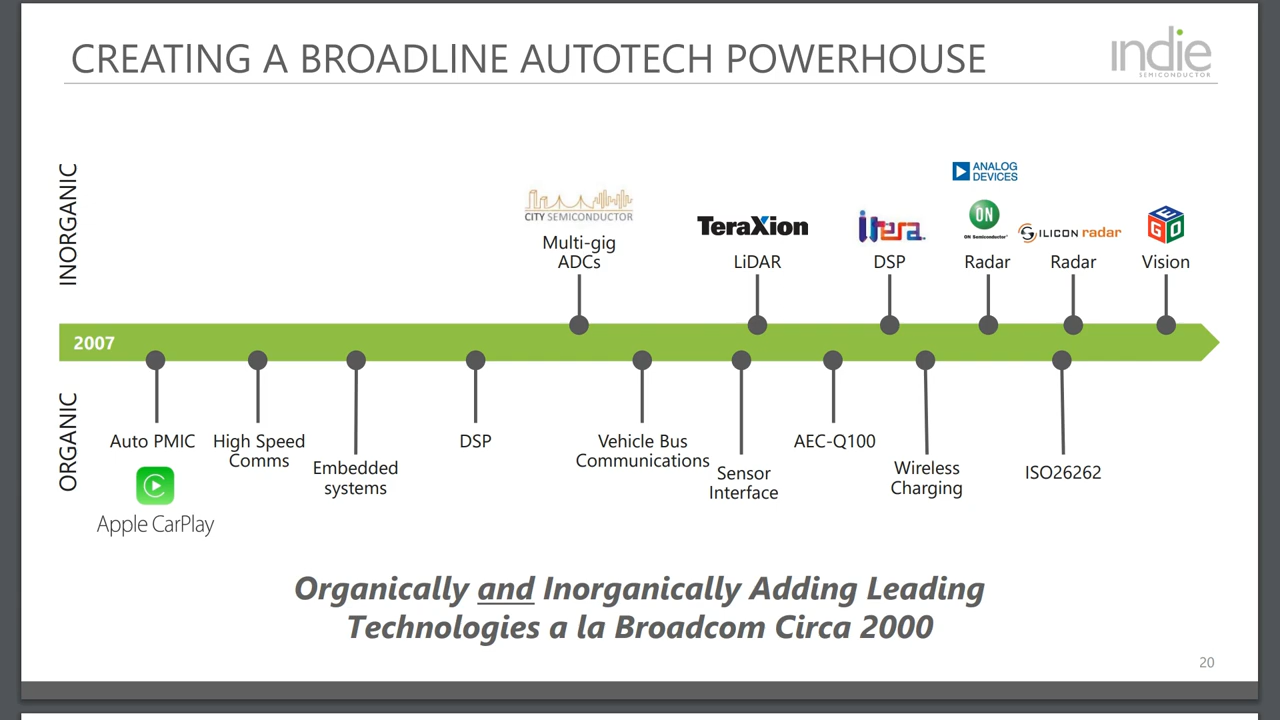 CREATING A BROADLINE AUTOTECH POWERHOUSE
indie
SEMICONDUCTOR
INORGANIC
CITY SEMICONDUCTOR
Multi-gig
ADCs
TeraXion
LiDAR
itera
DSP
ANALOG
DEVICES
ON
ON Semiconductor
Radar
SILICON radar
Radar
GEO
Vision
2007
ORGANIC
Auto PMIC
Apple CarPlay
High Speed
Comms
Embedded
systems
DSP
Vehicle Bus
Communications
Sensor
Interface
AEC-Q100
Wireless
Charging
ISO26262
Organically and Inorganically Adding Leading
Technologies a la Broadcom Circa 2000
20